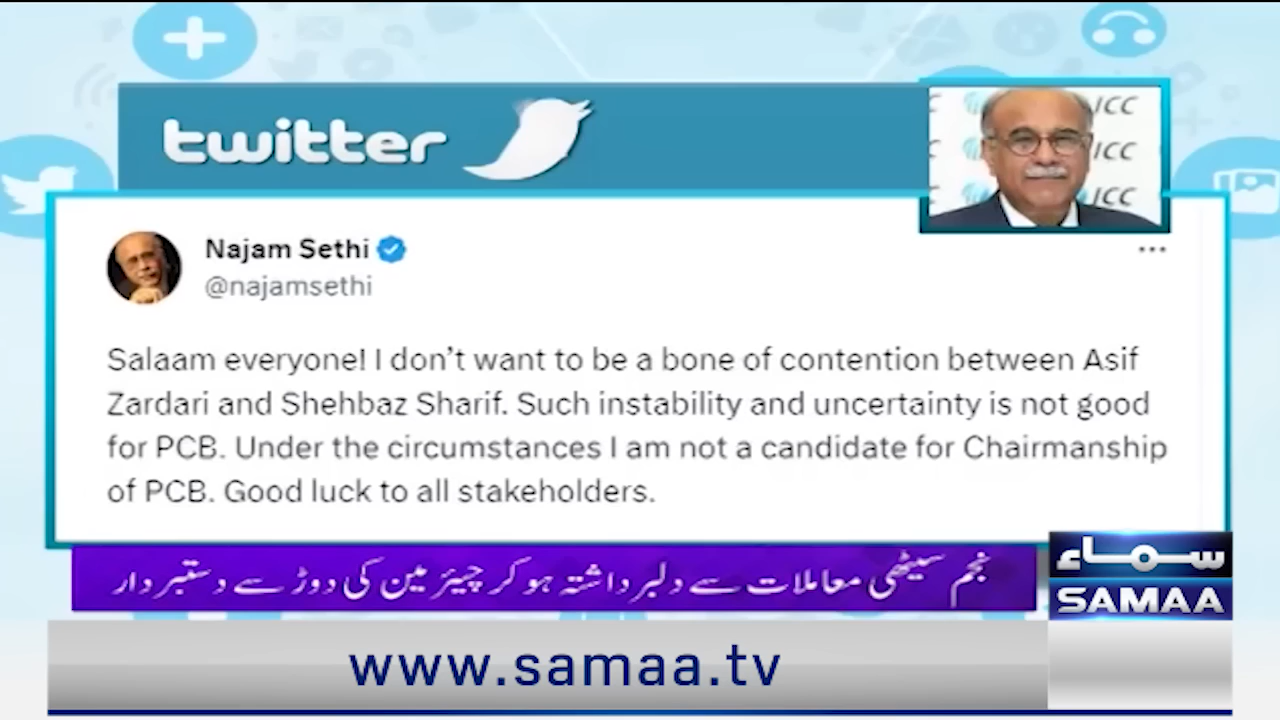 twitter
ICC
ICC
ICC
Najam Sethi
@najamsethi
Salaam everyone! I don’t want to be a bone of contention between Asif
Zardari and Shehbaz Sharif. Such instability and uncertainty is not good
for PCB. Under the circumstances I am not a candidate for Chairmanship
of PCB. Good luck to all stakeholders.
نجم سیٹھی معاملات سے دلبرداشتہ ہو کر چیئرمین کی دوڑ سے دستبردار
سماء
SAMAA
www.samaa.tv